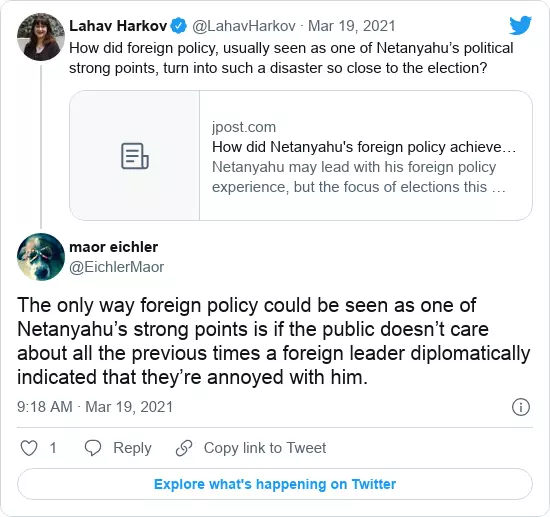 Lahav Harkov @LahavHarkov · Mar 19, 2021
How did foreign policy, usually seen as one of Netanyahu’s political
strong points, turn into such a disaster so close to the election?
jpost.com
How did Netanyahu's foreign policy achieve…
Netanyahu may lead with his foreign policy
experience, but the focus of elections this …
maor eichler
@EichlerMaor
The only way foreign policy could be seen as one of
Netanyahu’s strong points is if the public doesn’t care
about all the previous times a foreign leader diplomatically
indicated that they’re annoyed with him.
9:18 AM · Mar 19, 2021
1 Reply Copy link to Tweet
Explore what's happening on Twitter